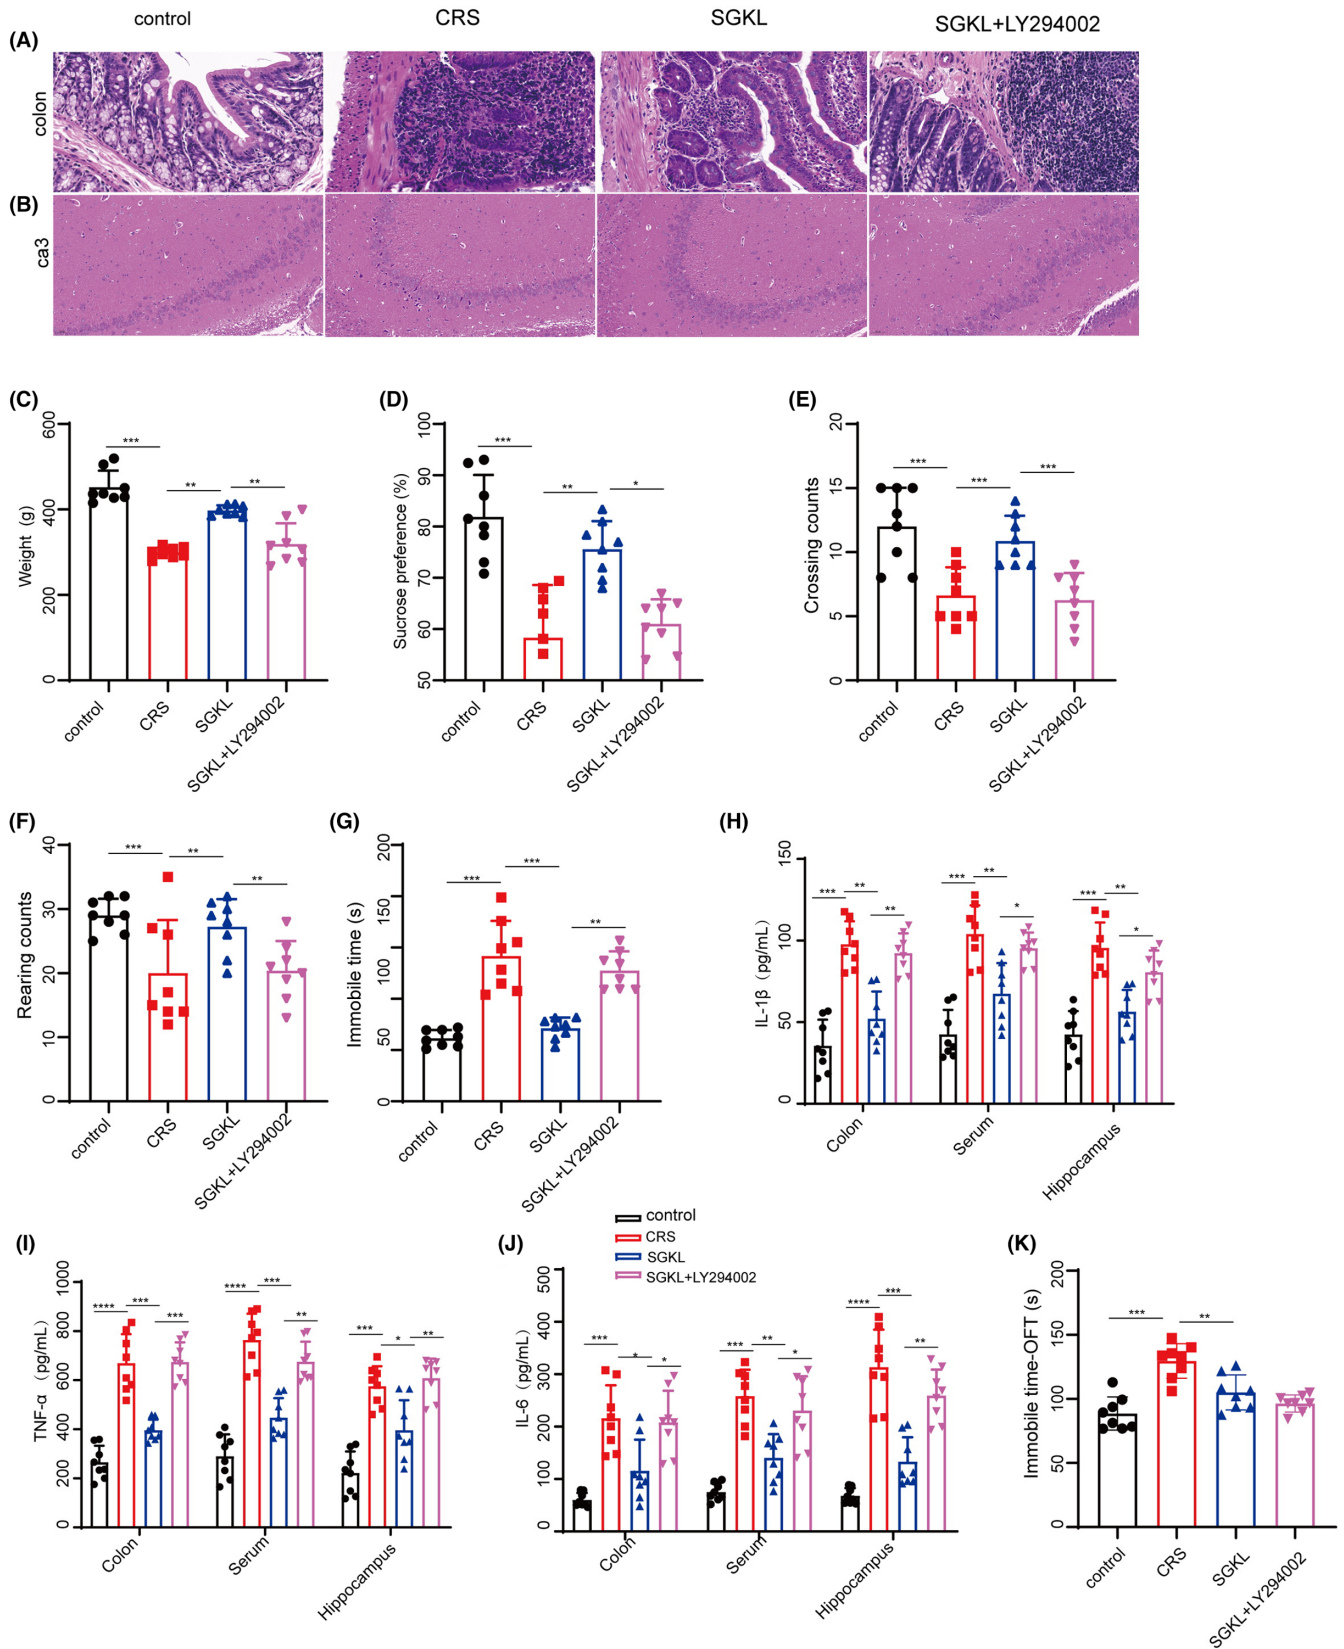 control CRS SGKL SGKL+LY294002
(A)
colon
(B)
ca3
(C)
Weight (g)
600
400
200
0
***
**
**
control
CRS
SGKL
SGKL+LY294002
(D)
Sucrose preference (%)
100
90
80
70
60
50
***
**
*
control
CRS
SGKL
SGKL+LY294002
(E)
Crossing counts
20
15
10
5
0
***
***
***
control
CRS
SGKL
SGKL+LY294002
(F)
Rearing counts
40
30
20
10
0
***
**
**
control
CRS
SGKL
SGKL+LY294002
(G)
Immobile time (s)
200
150
100
50
0
***
***
**
control
CRS
SGKL
SGKL+LY294002
(H)
IL-1β (pg/mL)
150
100
50
0
***
**
**
***
**
*
***
**
*
Colon
Serum
Hippocampus
control
CRS
SGKL
SGKL+LY294002
(I)
TNF-α (pg/mL)
1000
800
600
400
200
0
****
***
***
****
***
**
***
*
**
Colon
Serum
Hippocampus
(J)
IL-6 (pg/mL)
500
400
300
200
100
0
***
*
*
***
**
*
****
***
**
Colon
Serum
Hippocampus
(K)
Immobile time-OFT (s)
200
150
100
50
0
***
**
control
CRS
SGKL
SGKL+LY294002